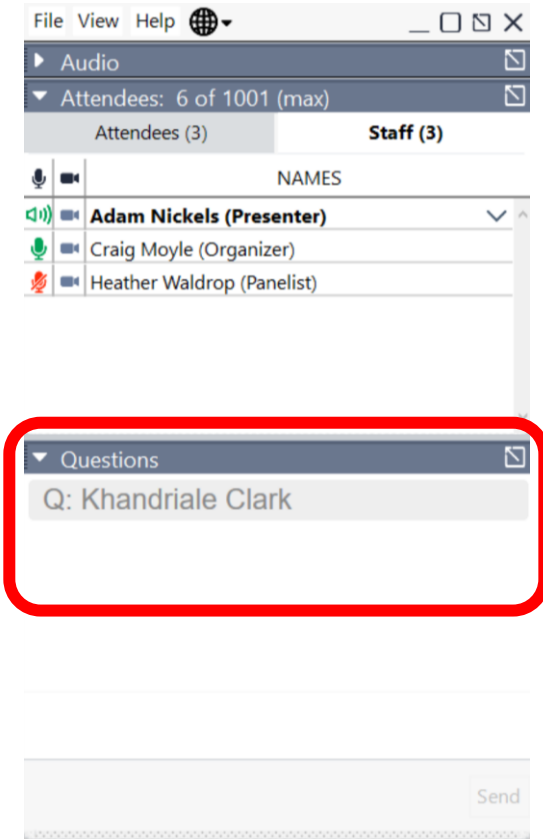 File View Help
Audio
Attendees: 6 of 1001 (max)
Attendees (3) Staff (3)
NAMES
Adam Nickels (Presenter)
Craig Moyle (Organizer)
Heather Waldrop (Panelist)
Questions
Q: Khandriale Clark
Send